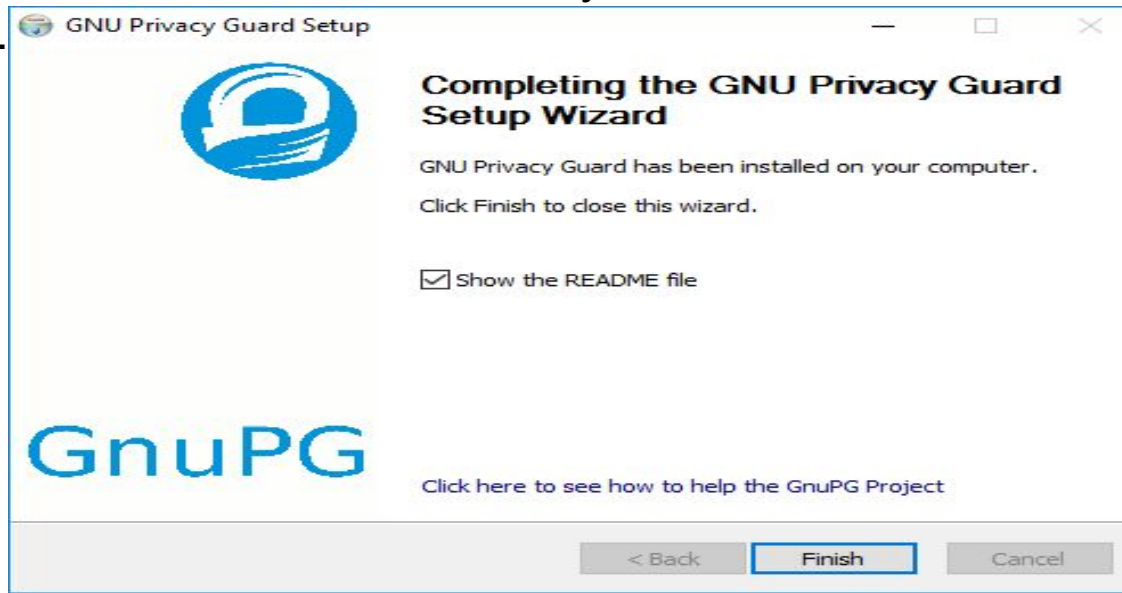 GNU Privacy Guard Setup
Completing the GNU Privacy Guard
Setup Wizard
GNU Privacy Guard has been installed on your computer.
Click Finish to close this wizard.
Show the README file
GnuPG
Click here to see how to help the GnuPG Project
< Back
Finish
Cancel